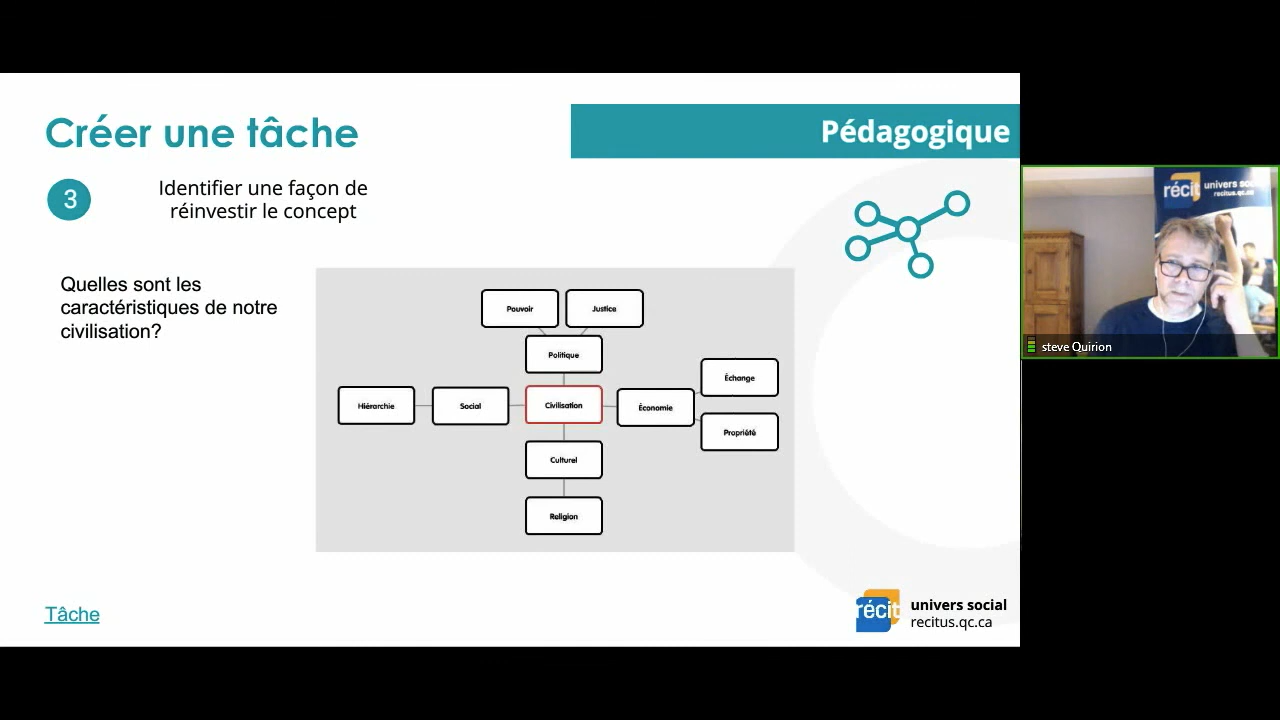 Créer une tâche
Pédagogique
3
Identifier une façon de
réinvestir le concept
Quelles sont les
caractéristiques de notre
civilisation?
Pouvoir
Justice
Politique
Échange
Hiérarchie
Social
Civilisation
Économie
Propriété
Culturel
Religion
Tâche
récit
univers social
recitus.qc.ca
récit
univers social
recitus.qc.ca
steve Quirion